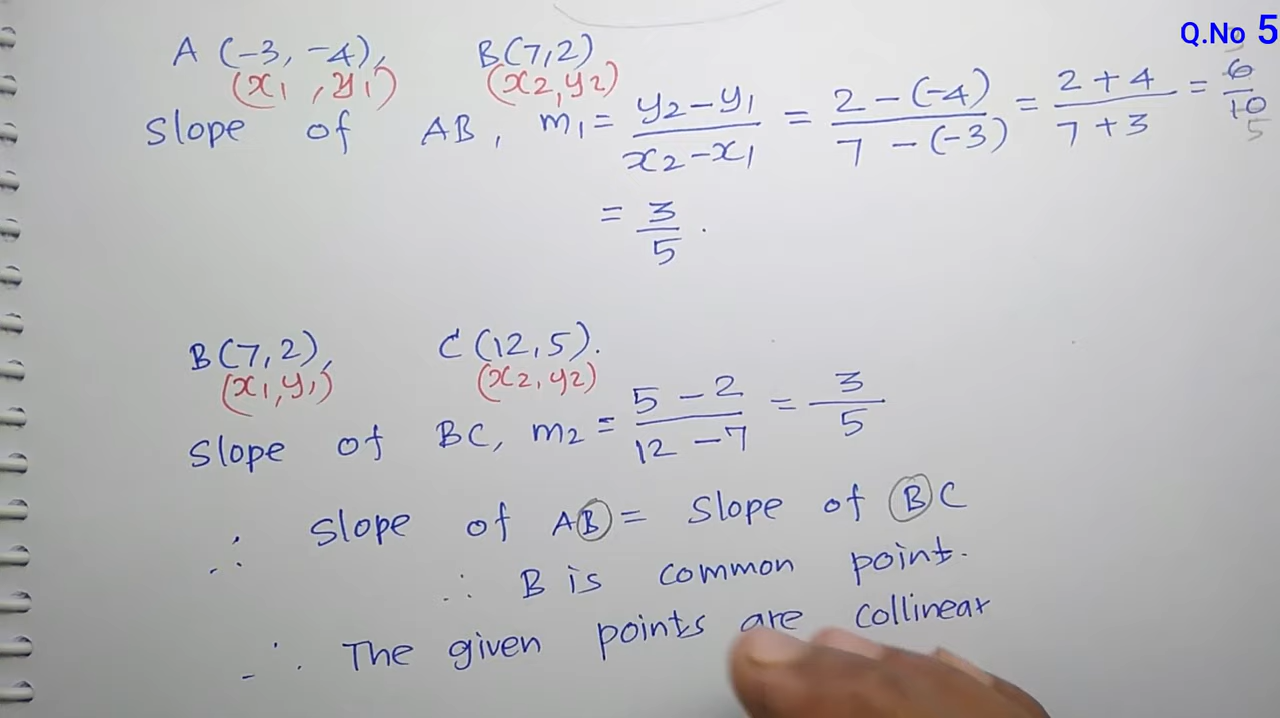 Q.No 5
A (-3, -4), B(7,2)
(x1 , y1) (x2, y2)
Slope of AB, m1 = y2 - y1 / x2 - x1 = 2 - (-4) / 7 - (-3) = 2 + 4 / 7 + 3 = 6 / 10
3
5
= 3 / 5 .
B(7,2), C (12,5).
(x1, y1) (x2, y2)
Slope of BC, m2 = 5 - 2 / 12 - 7 = 3 / 5
∴ Slope of AB = Slope of BC
∴ B is common point.
∴ The given points are collinear